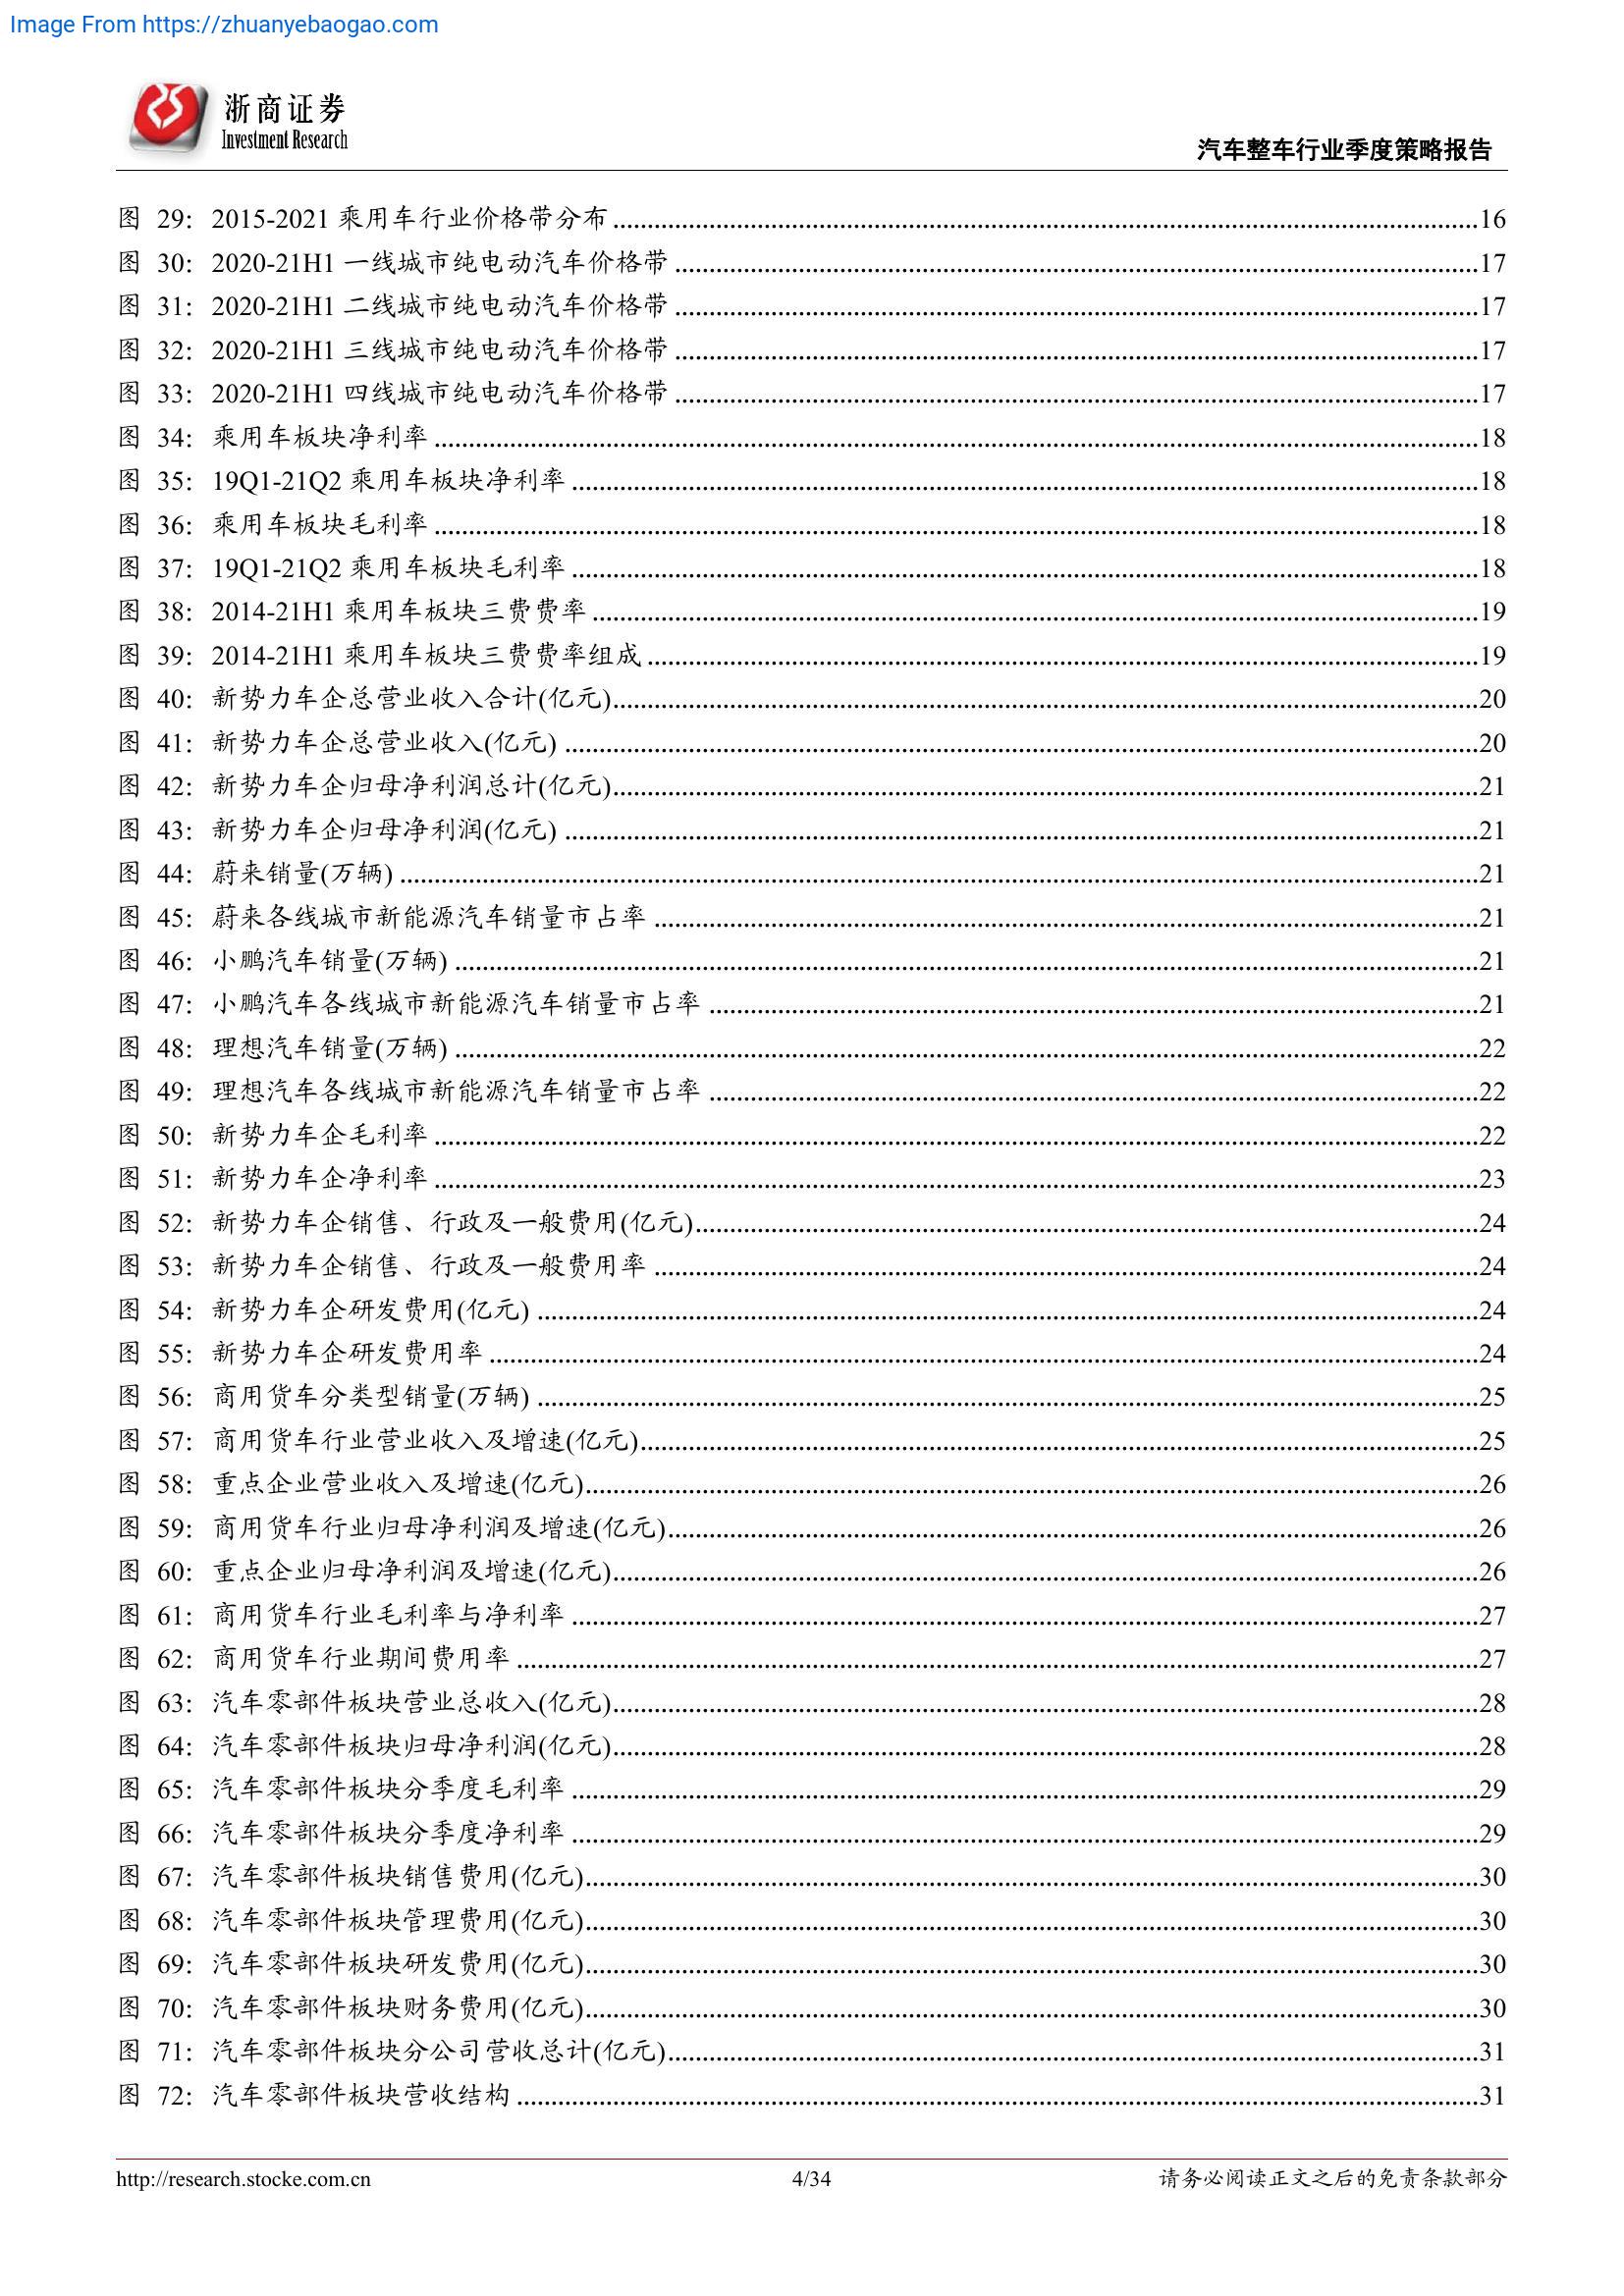 Image From https://zhuanyebaogao.com
浙商证券
Investment Research
汽车整车行业季度策略报告
图 29：2015-2021 乘用车行业价格带分布 ........ 16
图 30：2020-21H1 一线城市纯电动汽车价格带 ........ 17
图 31：2020-21H1 二线城市纯电动汽车价格带 ........ 17
图 32：2020-21H1 三线城市纯电动汽车价格带 ........ 17
图 33：2020-21H1 四线城市纯电动汽车价格带 ........ 17
图 34：乘用车板块净利率 ........ 18
图 35：19Q1-21Q2 乘用车板块净利率 ........ 18
图 36：乘用车板块毛利率 ........ 18
图 37：19Q1-21Q2 乘用车板块毛利率 ........ 18
图 38：2014-21H1 乘用车板块三费费率 ........ 19
图 39：2014-21H1 乘用车板块三费费率组成 ........ 19
图 40：新势力车企总营业收入合计(亿元) ........ 20
图 41：新势力车企总营业收入(亿元) ........ 20
图 42：新势力车企归母净利润总计(亿元) ........ 21
图 43：新势力车企归母净利润(亿元) ........ 21
图 44：蔚来销量(万辆) ........ 21
图 45：蔚来各线城市新能源汽车销量市占率 ........ 21
图 46：小鹏汽车销量(万辆) ........ 21
图 47：小鹏汽车各线城市新能源汽车销量市占率 ........ 21
图 48：理想汽车销量(万辆) ........ 22
图 49：理想汽车各线城市新能源汽车销量市占率 ........ 22
图 50：新势力车企毛利率 ........ 22
图 51：新势力车企净利率 ........ 23
图 52：新势力车企销售、行政及一般费用(亿元) ........ 24
图 53：新势力车企销售、行政及一般费用率 ........ 24
图 54：新势力车企研发费用(亿元) ........ 24
图 55：新势力车企研发费用率 ........ 24
图 56：商用货车分类型销量(万辆) ........ 25
图 57：商用货车行业营业收入及增速(亿元) ........ 25
图 58：重点企业营业收入及增速(亿元) ........ 26
图 59：商用货车行业归母净利润及增速(亿元) ........ 26
图 60：重点企业归母净利润及增速(亿元) ........ 26
图 61：商用货车行业毛利率与净利率 ........ 27
图 62：商用货车行业期间费用率 ........ 27
图 63：汽车零部件板块营业总收入(亿元) ........ 28
图 64：汽车零部件板块归母净利润(亿元) ........ 28
图 65：汽车零部件板块分季度毛利率 ........ 29
图 66：汽车零部件板块分季度净利率 ........ 29
图 67：汽车零部件板块销售费用(亿元) ........ 30
图 68：汽车零部件板块管理费用(亿元) ........ 30
图 69：汽车零部件板块研发费用(亿元) ........ 30
图 70：汽车零部件板块财务费用(亿元) ........ 30
图 71：汽车零部件板块分公司营收总计(亿元) ........ 31
图 72：汽车零部件板块营收结构 ........ 31
http://research.stocke.com.cn 4/34 请务必阅读正文之后的免责条款部分